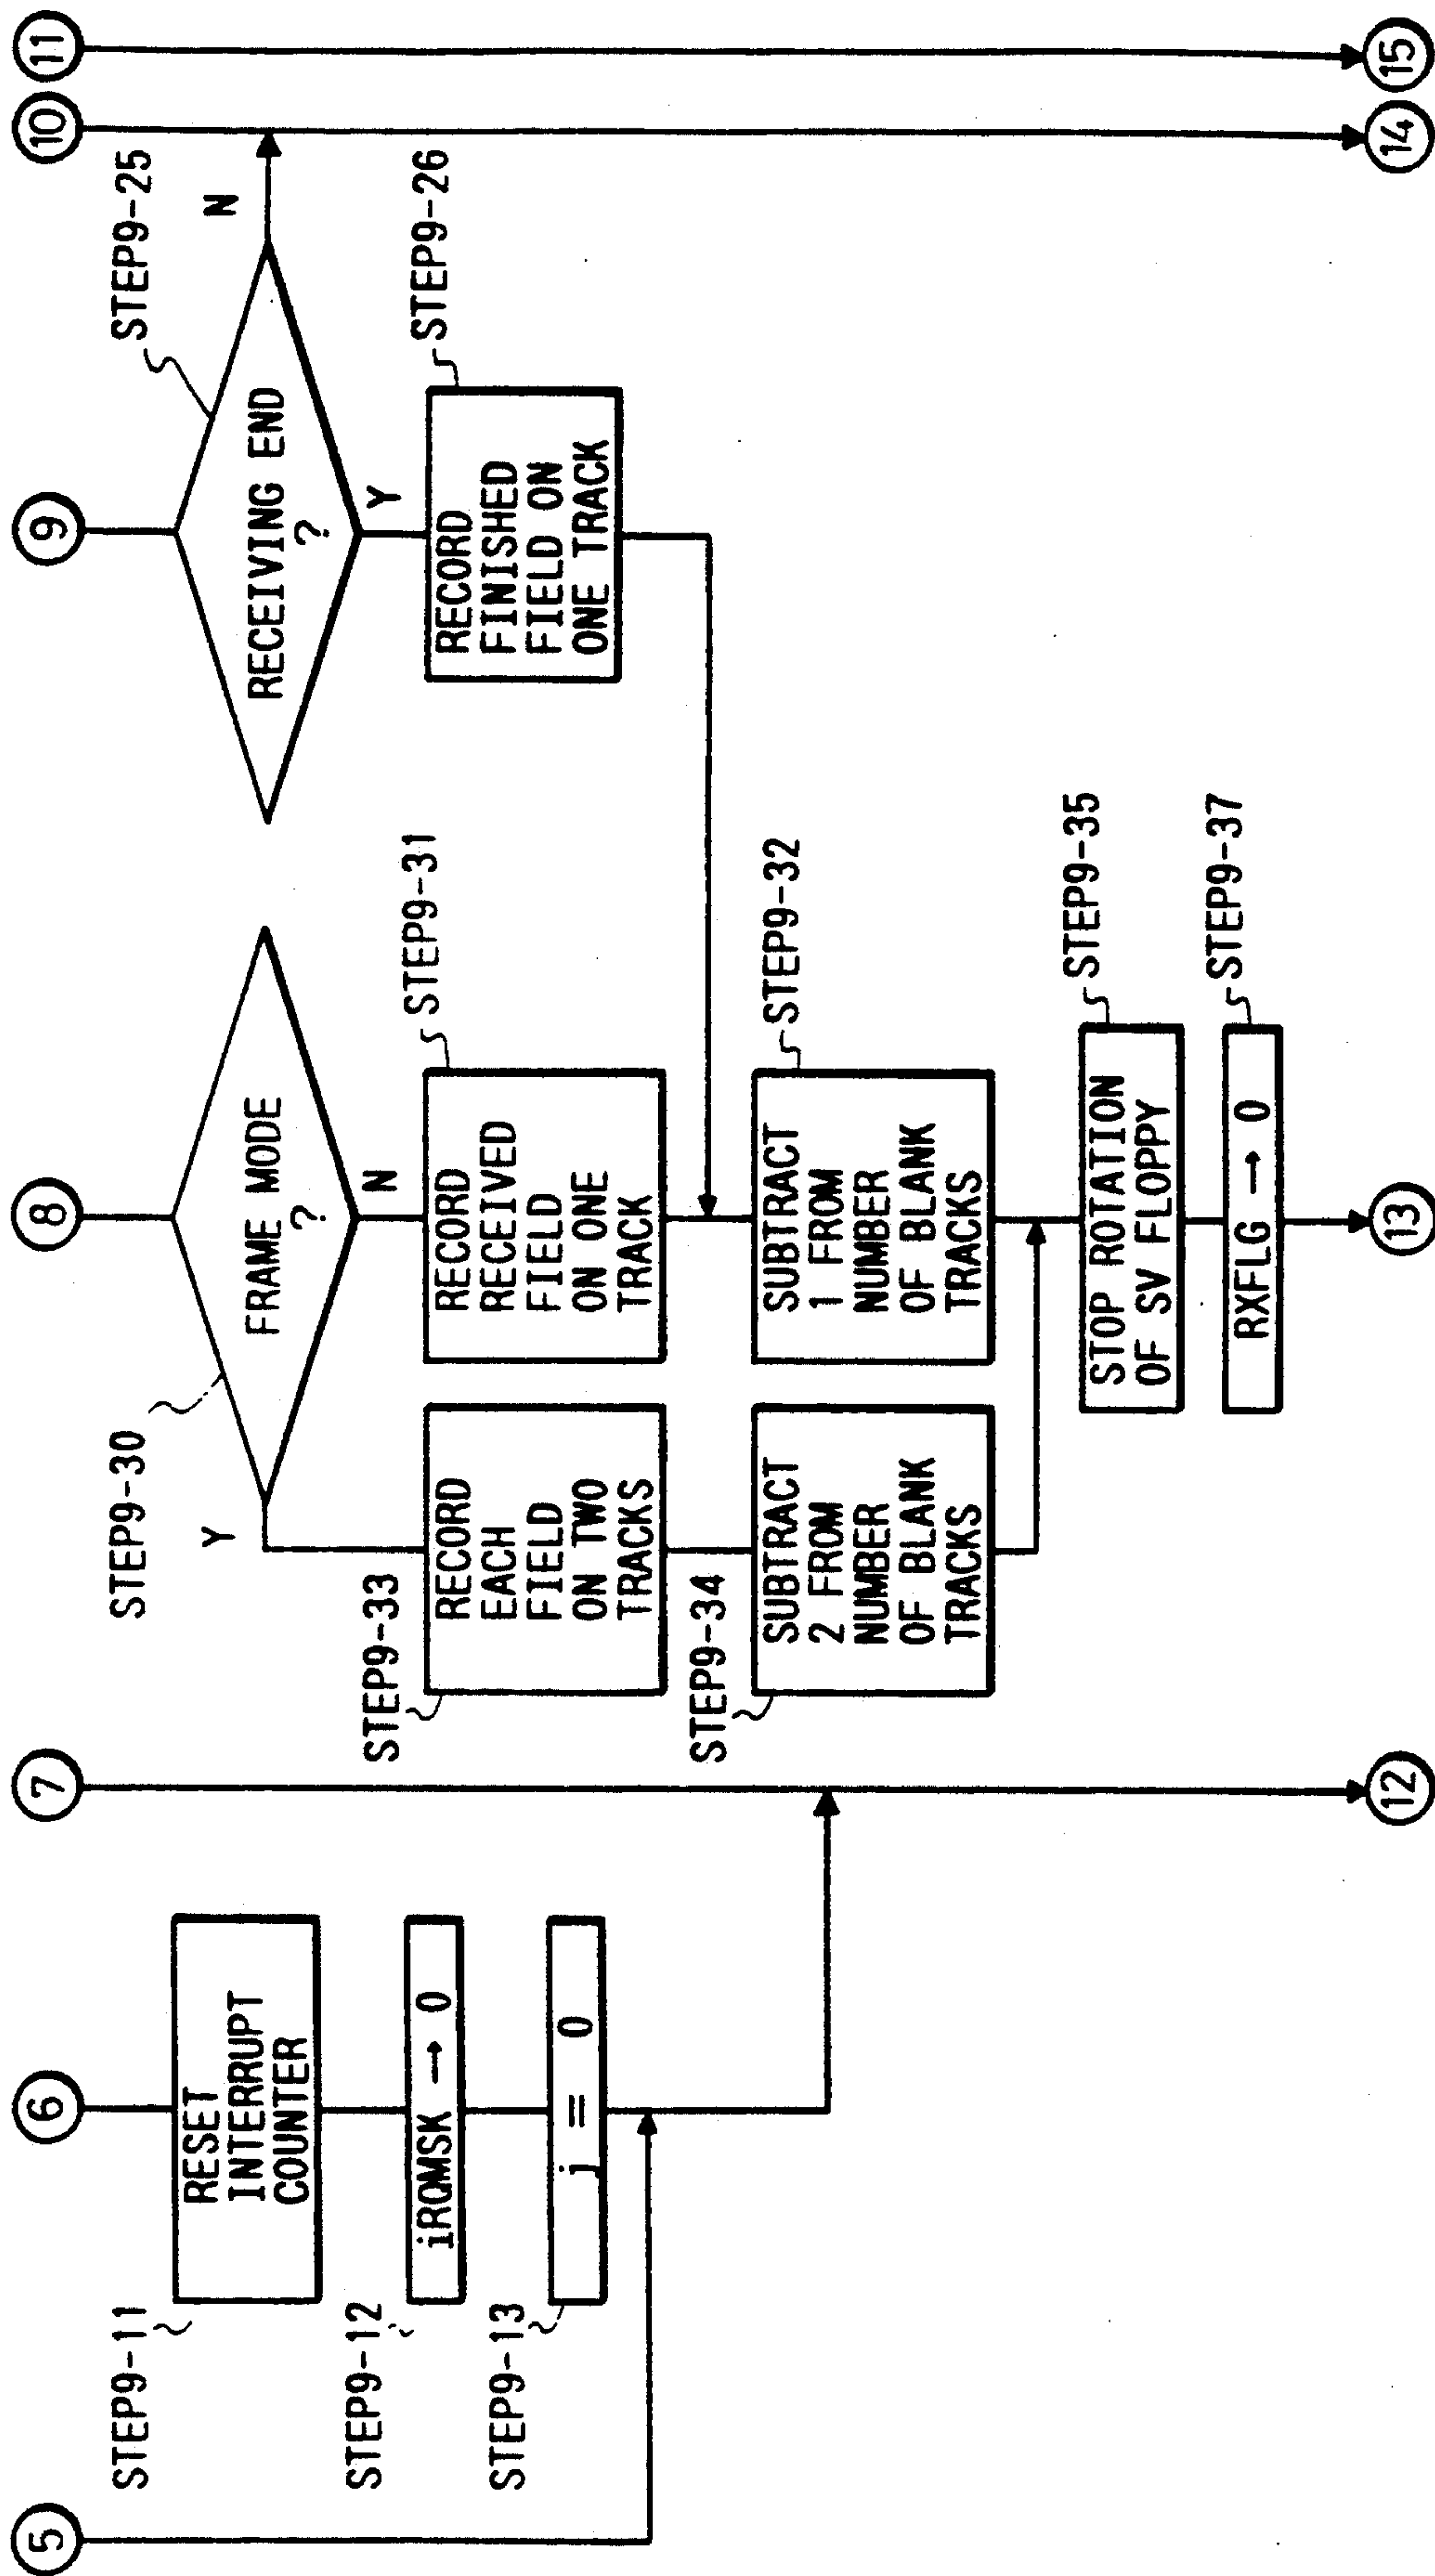 5
6
7
8
9
10
11
STEP9-11
RESET
INTERRUPT
COUNTER
STEP9-12
iRQMSK → 0
STEP9-13
j = 0
STEP9-30
FRAME MODE
?
Y
N
STEP9-33
RECORD
EACH
FIELD
ON TWO
TRACKS
STEP9-31
RECORD
RECEIVED
FIELD
ON ONE
TRACK
STEP9-34
SUBTRACT
2 FROM
NUMBER
OF BLANK
TRACKS
STEP9-32
SUBTRACT
1 FROM
NUMBER
OF BLANK
TRACKS
STEP9-35
STOP ROTATION
OF SV FLOPPY
STEP9-37
RXFLG → 0
STEP9-25
RECEIVING END
?
N
Y
STEP9-26
RECORD
FINISHED
FIELD ON
ONE TRACK
12
13
14
15